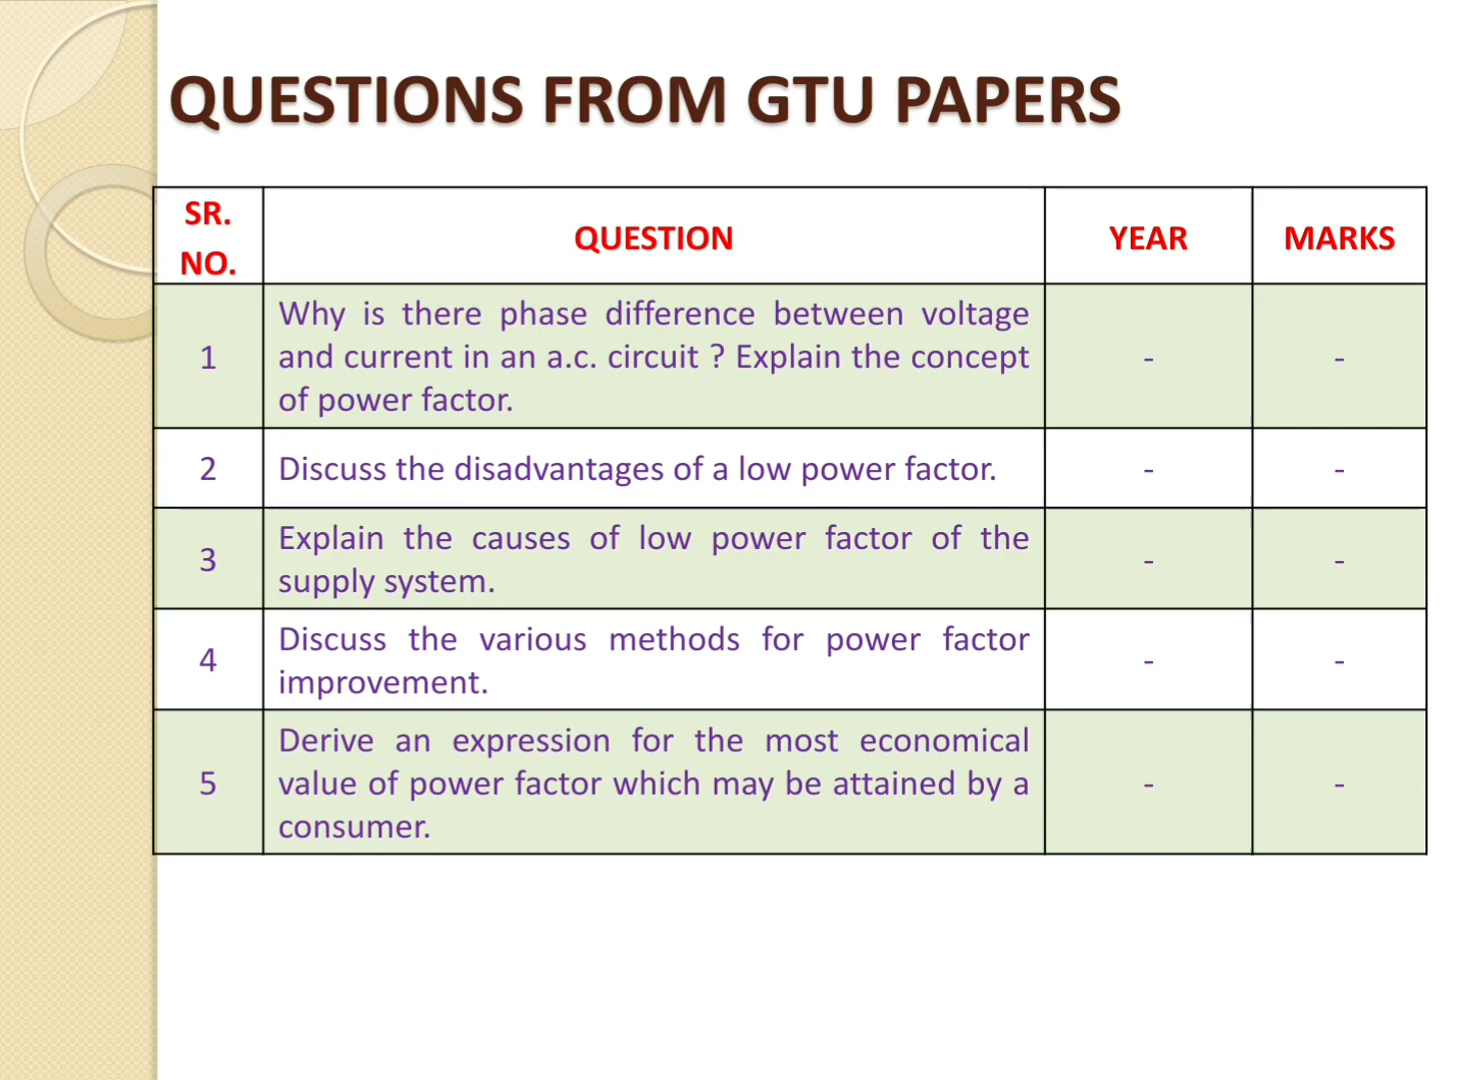 QUESTIONS FROM GTU PAPERS
SR.
NO.
QUESTION
YEAR
MARKS
1
Why is there phase difference between voltage
and current in an a.c. circuit ? Explain the concept
of power factor.
-
-
2
Discuss the disadvantages of a low power factor.
-
-
3
Explain the causes of low power factor of the
supply system.
-
-
4
Discuss the various methods for power factor
improvement.
-
-
5
Derive an expression for the most economical
value of power factor which may be attained by a
consumer.
-
-